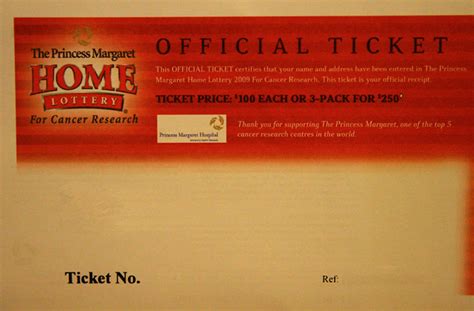 The Princess Margaret
HOME
LOTTERY
For Cancer Research
OFFICIAL TICKET
This OFFICIAL TICKET certifies that your name and address have been entered in The Princess
Margaret Home Lottery 2009 For Cancer Research. This ticket is your official receipt.
TICKET PRICE: $100 EACH OR 3-PACK FOR $250
Princess Margaret Hospital
Thank you for supporting The Princess Margaret, one of the top 5
cancer research centres in the world.
Ticket No.
Ref: